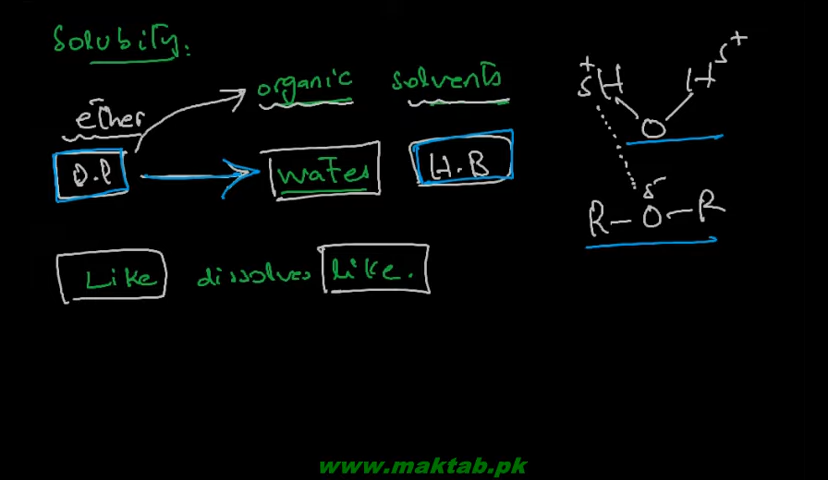 Solubity.
organic solvents
ether
D.P
water
H.B
Like dissolves like.
δ+ H H δ+
O
δ-
R-O-R
www.maktab.pk